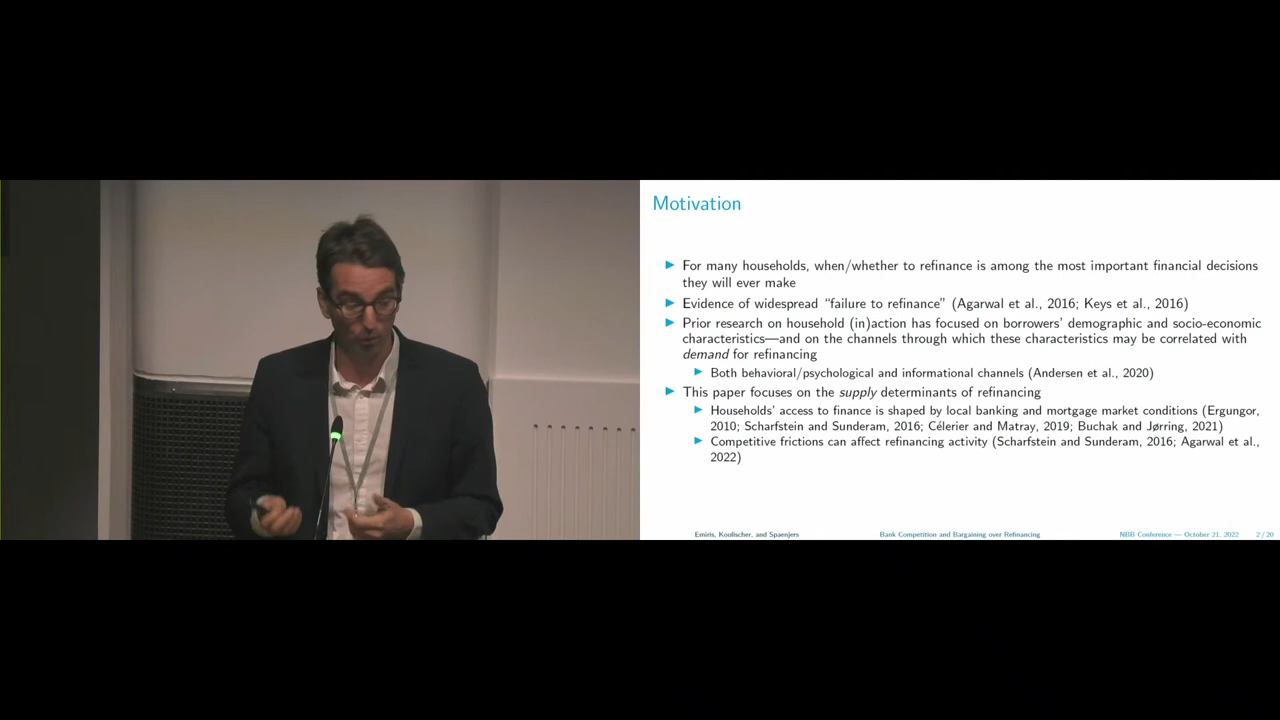 Motivation
▶ For many households, when/whether to refinance is among the most important financial decisions
they will ever make
▶ Evidence of widespread “failure to refinance” (Agarwal et al., 2016; Keys et al., 2016)
▶ Prior research on household (in)action has focused on borrowers’ demographic and socio-economic
characteristics—and on the channels through which these characteristics may be correlated with
demand for refinancing
▶ Both behavioral/psychological and informational channels (Andersen et al., 2020)
▶ This paper focuses on the supply determinants of refinancing
▶ Households’ access to finance is shaped by local banking and mortgage market conditions (Ergungor,
2010; Scharfstein and Sunderam, 2016; Célerier and Matray, 2019; Buchak and Jørring, 2021)
▶ Competitive frictions can affect refinancing activity (Scharfstein and Sunderam, 2016; Agarwal et al.,
2022)
Emiris, Koulischer, and Spaenjers Bank Competition and Bargaining over Refinancing NBB Conference — October 21, 2022 2 / 20